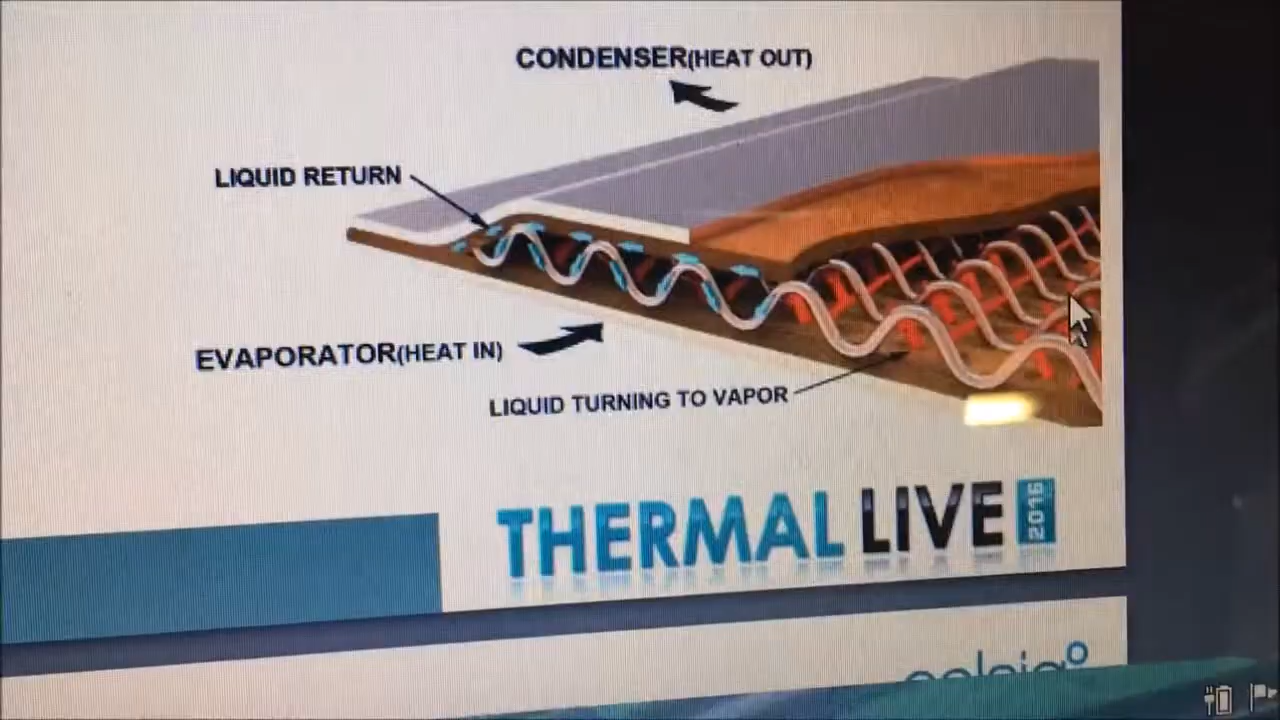 CONDENSER(HEAT OUT)
LIQUID RETURN
EVAPORATOR(HEAT IN)
LIQUID TURNING TO VAPOR
THERMAL LIVE 2016